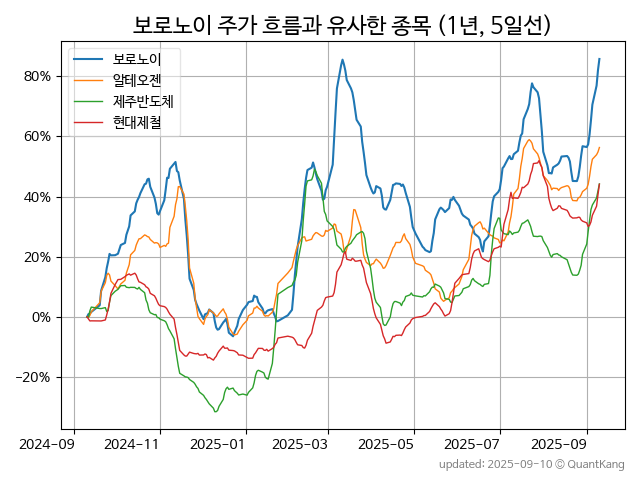 보로노이 주가 흐름과 유사한 종목 (1년, 5일선)
보로노이
알테오젠
제주반도체
현대제철
80%
60%
40%
20%
0%
−20%
2024-09 2024-11 2025-01 2025-03 2025-05 2025-07 2025-09
updated: 2025-09-10 © QuantKang